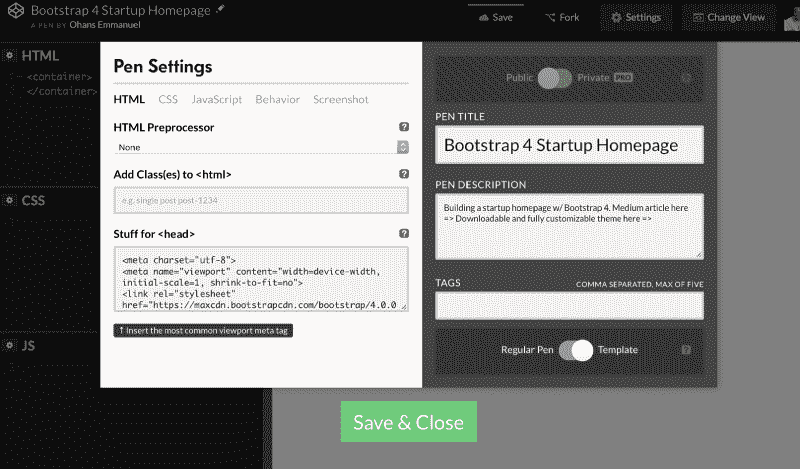 Bootstrap 4 Startup Homepage
A PEN BY Ohans Emmanuel
Save
Fork
Settings
Change View
HTML
<container>
</container>
CSS
JS
Pen Settings
HTML CSS JavaScript Behavior Screenshot
HTML Preprocessor ?
None
Add Class(es) to <html> ?
e.g. single post post-1234
Stuff for <head> ?
<meta charset="utf-8">
<meta name="viewport" content="width=device-width,
initial-scale=1, shrink-to-fit=no">
<link rel="stylesheet"
href="https://maxcdn.bootstrapcdn.com/bootstrap/4.0.0
↑ Insert the most common viewport meta tag
Public Private PRO ?
PEN TITLE
Bootstrap 4 Startup Homepage
PEN DESCRIPTION
Building a startup homepage w/ Bootstrap 4. Medium article here
=> Downloadable and fully customizable theme here =>
TAGS COMMA SEPARATED, MAX OF FIVE
Regular Pen Template ?
Save & Close